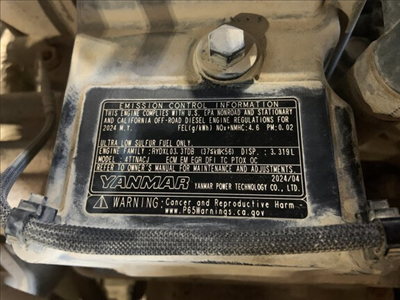 EMISSION CONTROL INFORMATION
THIS ENGINE COMPLIES WITH U.S. EPA NONROAD AND STATIONARY
AND CALIFORNIA OFF-ROAD DIESEL ENGINE REGULATIONS FOR
2024 M.Y. FEL(g/kWh) NOx+NMHC:4.6 PM:0.02
ULTRA LOW SULFUR FUEL ONLY.
ENGINE FAMILY: RYDXL03.3TDB (37≤kW<56) DISP. : 3.319L
MODEL: 4TTNACJ ECM EM EGR DFI TC PTOX OC
REFER TO OWNER'S MANUAL FOR MAINTENANCE AND ADJUSTMENTS.
2024/04
YANMAR YANMAR POWER TECHNOLOGY CO., LTD.
WARNING: Cancer and Reproductive Harm -
www.P65Warnings.ca.gov